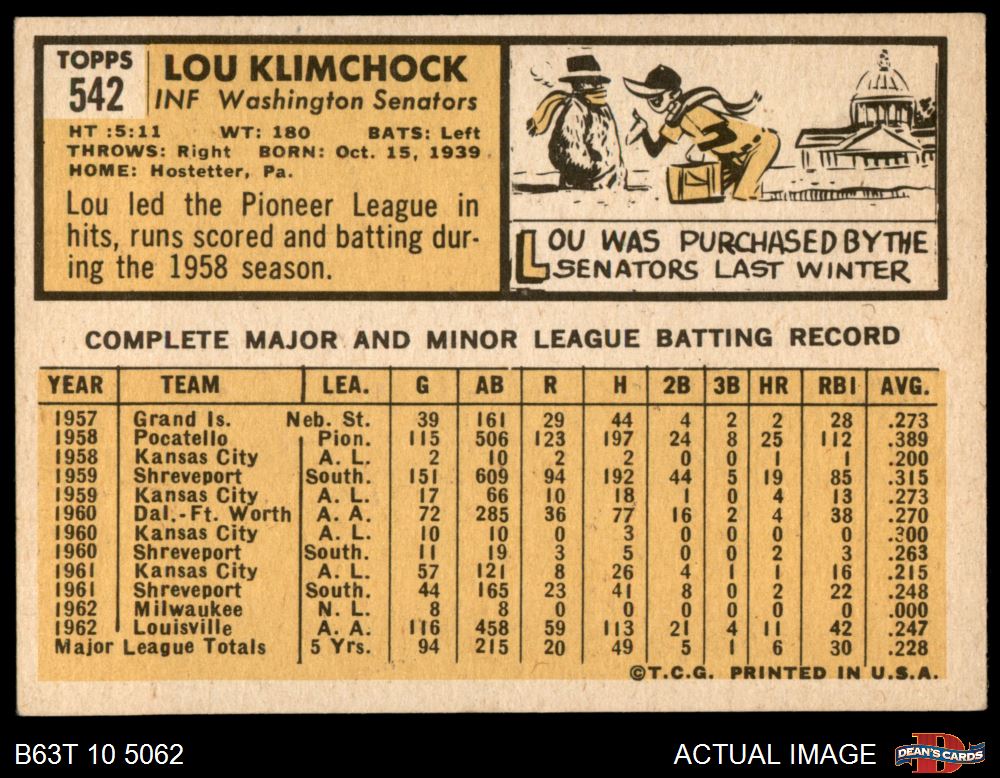 TOPPS
542
LOU KLIMCHOCK
INF Washington Senators
HT :5:11 WT: 180 BATS: Left
THROWS: Right BORN: Oct. 15, 1939
HOME: Hostetter, Pa.
Lou led the Pioneer League in
hits, runs scored and batting dur-
ing the 1958 season.
LOU WAS PURCHASED BY THE
SENATORS LAST WINTER
COMPLETE MAJOR AND MINOR LEAGUE BATTING RECORD
YEAR TEAM LEA. G AB R H 2B 3B HR RBI AVG.
1957 Grand Is. Neb. St. 39 161 29 44 4 2 2 28 .273
1958 Pocatello Pion. 115 506 123 197 24 8 25 112 .389
1958 Kansas City A. L. 2 10 2 2 0 0 1 1 .200
1959 Shreveport South. 151 609 94 192 44 5 19 85 .315
1959 Kansas City A. L. 17 66 10 18 1 0 4 13 .273
1960 Dal.-Ft. Worth A. A. 72 285 36 77 16 2 4 38 .270
1960 Kansas City A. L. 10 10 0 3 0 0 0 0 .300
1960 Shreveport South. 11 19 3 5 0 0 2 3 .263
1961 Kansas City A. L. 57 121 8 26 4 1 1 16 .215
1961 Shreveport South. 44 165 23 41 8 0 2 22 .248
1962 Milwaukee N. L. 8 8 0 0 0 0 0 0 .000
1962 Louisville A. A. 116 458 59 113 21 4 11 42 .247
Major League Totals 5 Yrs. 94 215 20 49 5 1 6 30 .228
©T.C.G. PRINTED IN U.S.A.
B63T 10 5062
ACTUAL IMAGE
DEAN'S CARDS